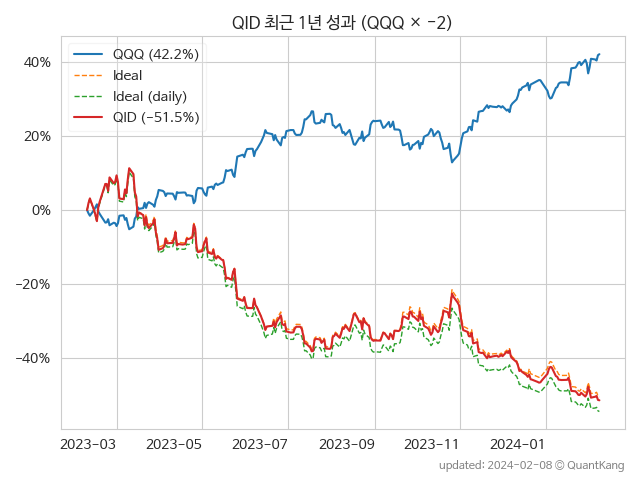 QID 최근 1년 성과 (QQQ × −2)
QQQ (42.2%)
Ideal
Ideal (daily)
QID (−51.5%)
40%
20%
0%
−20%
−40%
2023-03 2023-05 2023-07 2023-09 2023-11 2024-01
updated: 2024-02-08 © QuantKang